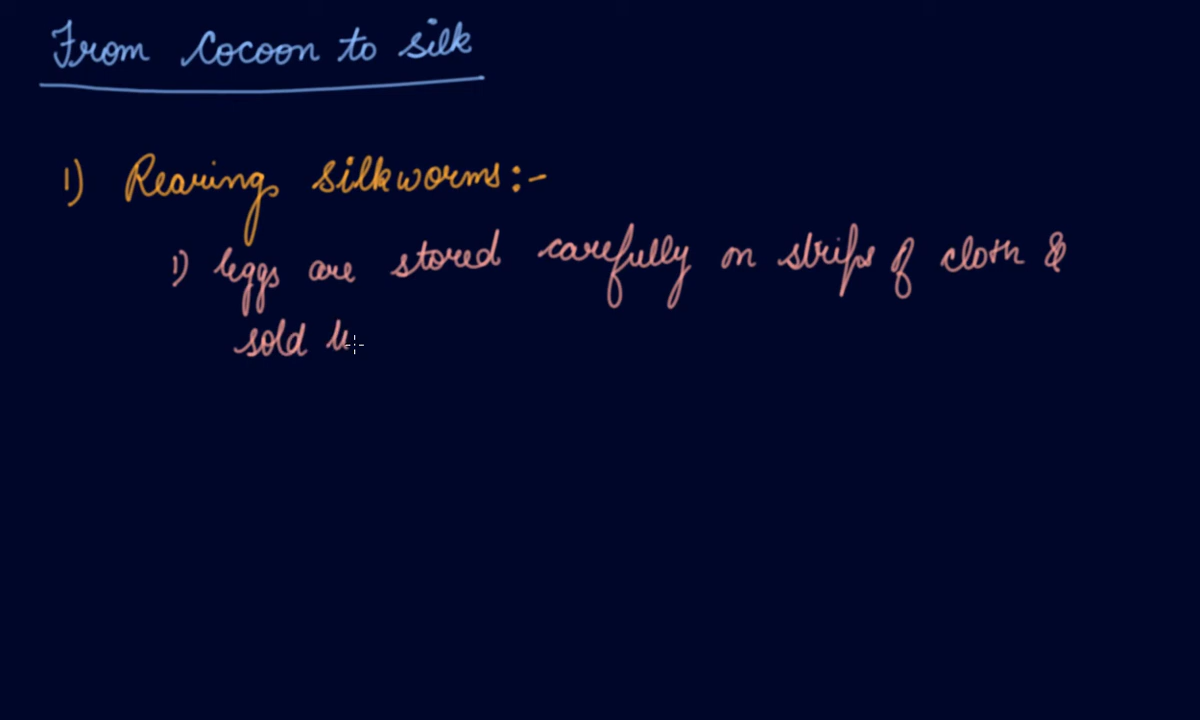 From Cocoon to silk
1) Rearing silkworms:-
1) eggs are stored carefully on strips of cloth &
sold